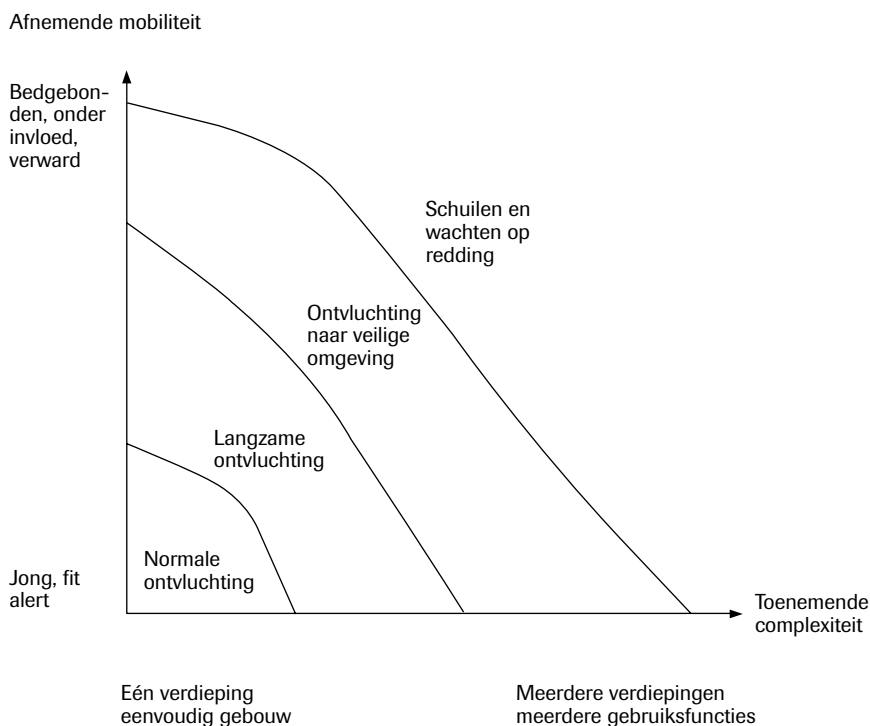 Afnemende mobiliteit
Bedgebon-
den, onder
invloed,
verward
Schuilen en
wachten op
redding
Ontvluchting
naar veilige
omgeving
Langzame
ontvluchting
Normale
ontvluchting
Jong, fit
alert
Toenemende
complexiteit
Eén verdieping
eenvoudig gebouw
Meerdere verdiepingen
meerdere gebruiksfuncties